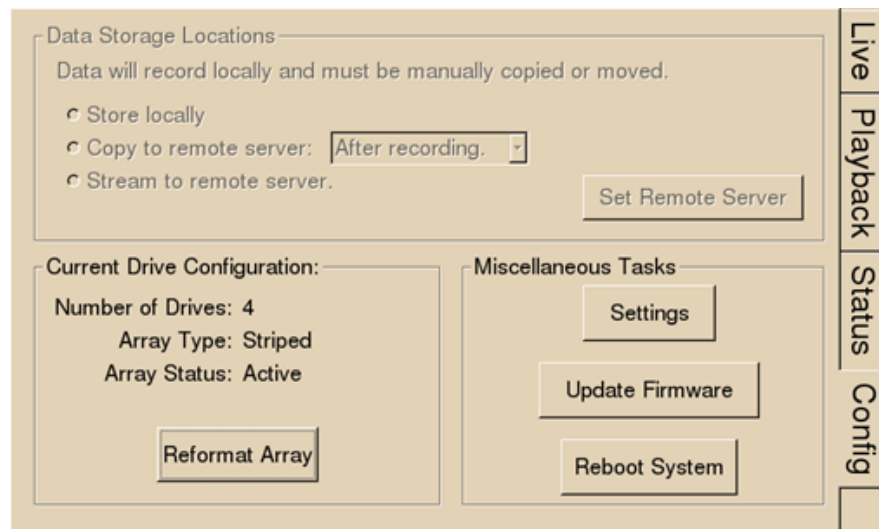 Data Storage Locations
Data will record locally and must be manually copied or moved.
Store locally
Copy to remote server: After recording.
Stream to remote server.
Set Remote Server
Current Drive Configuration:
Number of Drives: 4
Array Type: Striped
Array Status: Active
Reformat Array
Miscellaneous Tasks
Settings
Update Firmware
Reboot System
Live
Playback
Status
Config